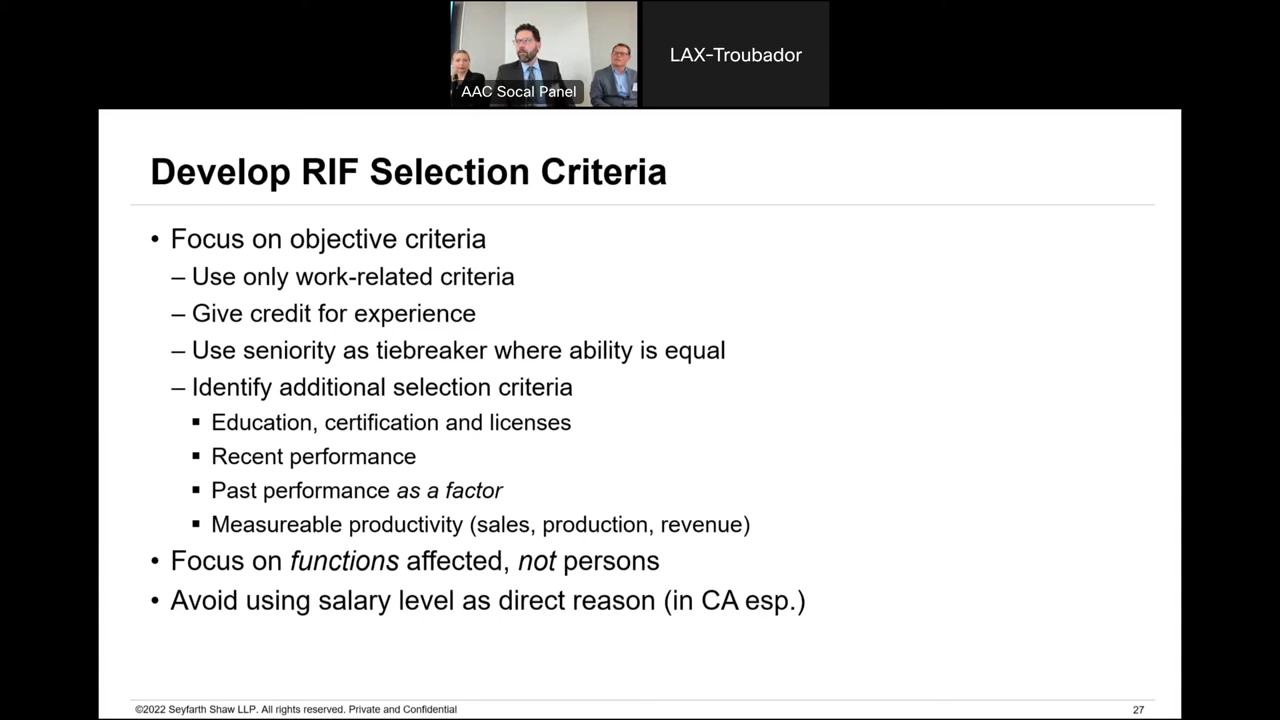 AAC Socal Panel
LAX-Troubador
Develop RIF Selection Criteria
• Focus on objective criteria
– Use only work-related criteria
– Give credit for experience
– Use seniority as tiebreaker where ability is equal
– Identify additional selection criteria
▪ Education, certification and licenses
▪ Recent performance
▪ Past performance as a factor
▪ Measureable productivity (sales, production, revenue)
• Focus on functions affected, not persons
• Avoid using salary level as direct reason (in CA esp.)
©2022 Seyfarth Shaw LLP. All rights reserved. Private and Confidential
27